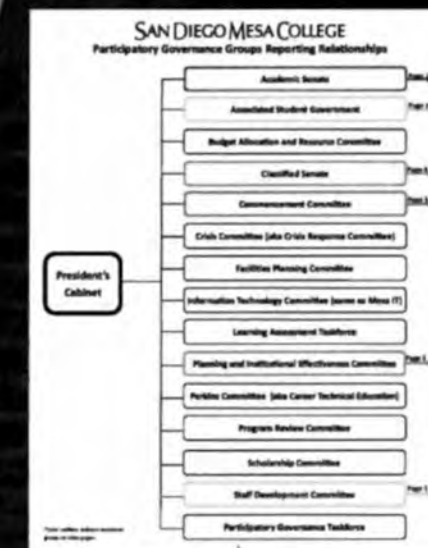 SAN DIEGO MESA COLLEGE
Participatory Governance Groups Reporting Relationships
Academic Senate
Associated Student Government
Budget Allocation and Resource Committee
Classified Senate
Commencement Committee
Crisis Committee (aka Crisis Response Committee)
Facilities Planning Committee
President's
Cabinet
Information Technology Committee (same as Mesa IT)
Learning Assessment Taskforce
Planning and Institutional Effectiveness Committee
Perkins Committee (aka Career Technical Education)
Program Review Committee
Scholarship Committee
Staff Development Committee
Participatory Governance Taskforce